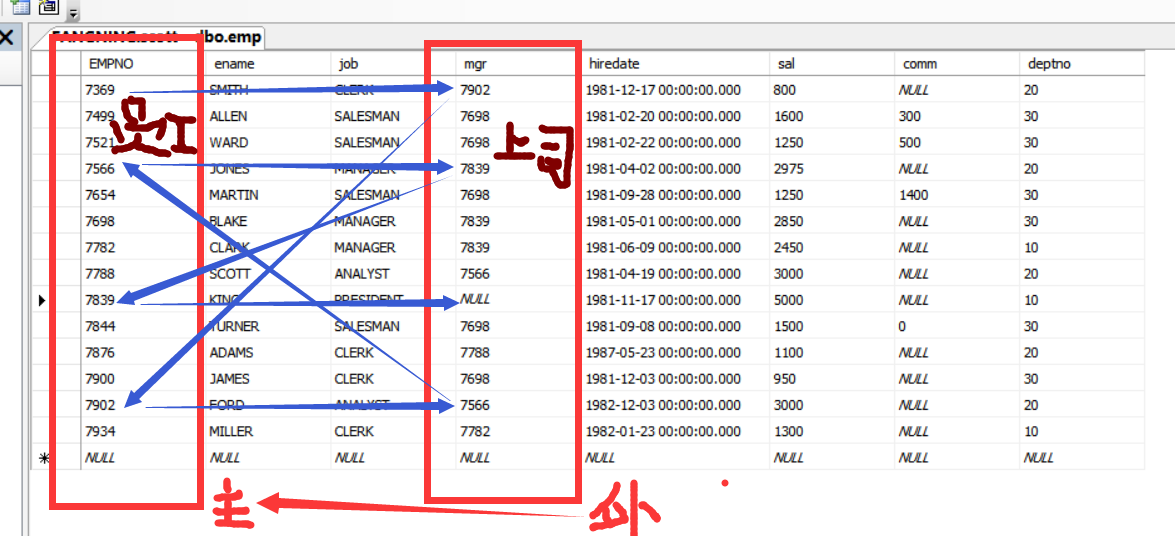 FANGNING.scott - dbo.emp
EMPNO ename job mgr hiredate sal comm deptno
7369 SMITH CLERK 7902 1981-12-17 00:00:00.000 800 NULL 20
7499 ALLEN SALESMAN 7698 1981-02-20 00:00:00.000 1600 300 30
7521 WARD SALESMAN 7698 1981-02-22 00:00:00.000 1250 500 30
7566 JONES MANAGER 7839 1981-04-02 00:00:00.000 2975 NULL 20
7654 MARTIN SALESMAN 7698 1981-09-28 00:00:00.000 1250 1400 30
7698 BLAKE MANAGER 7839 1981-05-01 00:00:00.000 2850 NULL 30
7782 CLARK MANAGER 7839 1981-06-09 00:00:00.000 2450 NULL 10
7788 SCOTT ANALYST 7566 1981-04-19 00:00:00.000 3000 NULL 20
7839 KING PRESIDENT NULL 1981-11-17 00:00:00.000 5000 NULL 10
7844 TURNER SALESMAN 7698 1981-09-08 00:00:00.000 1500 0 30
7876 ADAMS CLERK 7788 1987-05-23 00:00:00.000 1100 NULL 20
7900 JAMES CLERK 7698 1981-12-03 00:00:00.000 950 NULL 30
7902 FORD ANALYST 7566 1982-12-03 00:00:00.000 3000 NULL 20
7934 MILLER CLERK 7782 1982-01-23 00:00:00.000 1300 NULL 10
NULL NULL NULL NULL NULL NULL NULL NULL
员工
上司
主 外